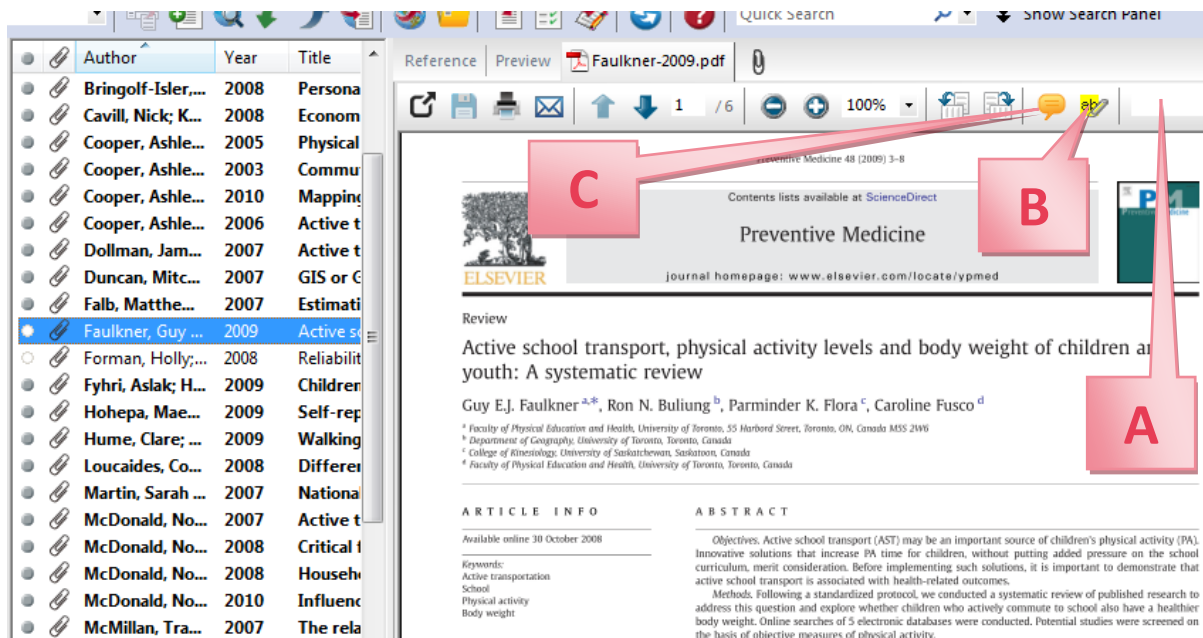 Quick Search
Show Search Panel
Author Year Title
Bringolf-Isler,... 2008 Persona
Cavill, Nick; K... 2008 Econom
Cooper, Ashle... 2005 Physical
Cooper, Ashle... 2003 Commu
Cooper, Ashle... 2010 Mapping
Cooper, Ashle... 2006 Active t
Dollman, Jam... 2007 Active t
Duncan, Mitc... 2007 GIS or G
Falb, Matthe... 2007 Estimati
Faulkner, Guy ... 2009 Active sc
Forman, Holly;... 2008 Reliabilit
Fyhri, Aslak; H... 2009 Children
Hohepa, Mae... 2009 Self-rep
Hume, Clare; ... 2009 Walking
Loucaides, Co... 2008 Differer
Martin, Sarah ... 2007 Nationa
McDonald, No... 2007 Active t
McDonald, No... 2008 Critical f
McDonald, No... 2008 Househ
McDonald, No... 2010 Influenc
McMillan, Tra... 2007 The rela
Reference Preview Faulkner-2009.pdf
1 /6 100% ab
C
B
A
Preventive Medicine 48 (2009) 3–8
Contents lists available at ScienceDirect
Preventive Medicine
journal homepage: www.elsevier.com/locate/ypmed
ELSEVIER
PM
Preventive Medicine
Review
Active school transport, physical activity levels and body weight of children an
youth: A systematic review
Guy E.J. Faulkner a,*, Ron N. Buliung b, Parminder K. Flora c, Caroline Fusco d
a Faculty of Physical Education and Health, University of Toronto, 55 Harbord Street, Toronto, ON, Canada M5S 2W6
b Department of Geography, University of Toronto, Toronto, Canada
c College of Kinesiology, University of Saskatchewan, Saskatoon, Canada
d Faculty of Physical Education and Health, University of Toronto, Toronto, Canada
ARTICLE INFO
Available online 30 October 2008
Keywords:
Active transportation
School
Physical activity
Body weight
ABSTRACT
Objectives. Active school transport (AST) may be an important source of children's physical activity (PA).
Innovative solutions that increase PA time for children, without putting added pressure on the school
curriculum, merit consideration. Before implementing such solutions, it is important to demonstrate that
active school transport is associated with health-related outcomes.
Methods. Following a standardized protocol, we conducted a systematic review of published research to
address this question and explore whether children who actively commute to school also have a healthier
body weight. Online searches of 5 electronic databases were conducted. Potential studies were screened on
the basis of objective measures of physical activity.